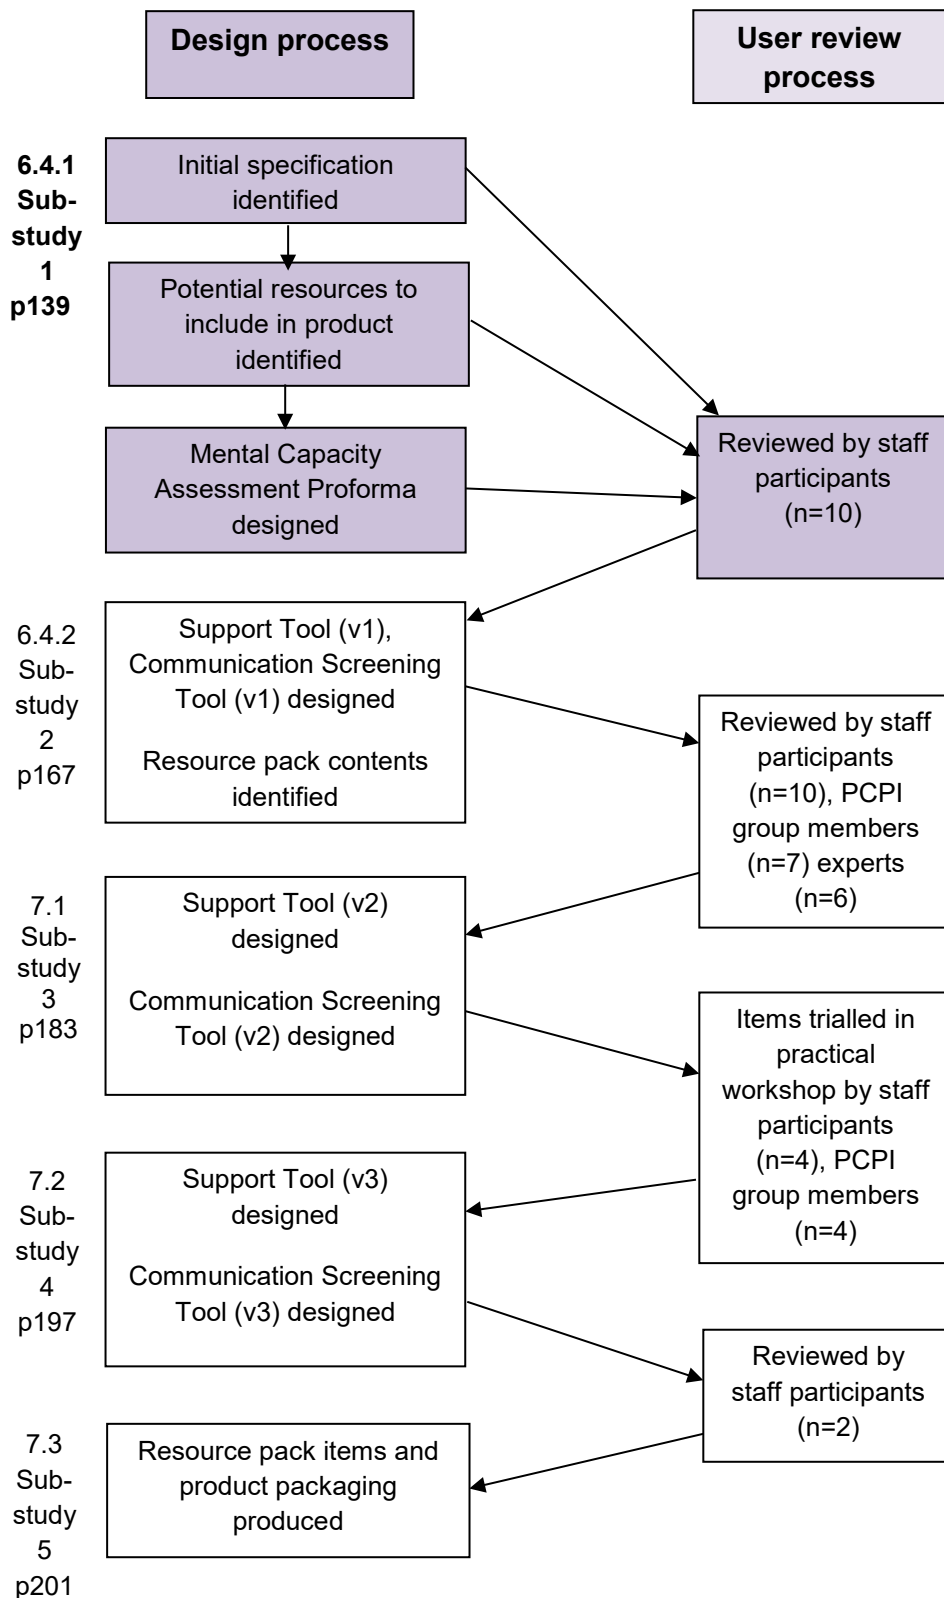 Design process
User review
process
6.4.1
Sub-
study
1
p139
Initial specification
identified
Potential resources to
include in product
identified
Mental Capacity
Assessment Proforma
designed
Reviewed by staff
participants
(n=10)
6.4.2
Sub-
study
2
p167
Support Tool (v1),
Communication Screening
Tool (v1) designed
Resource pack contents
identified
Reviewed by staff
participants
(n=10), PCPI
group members
(n=7) experts
(n=6)
7.1
Sub-
study
3
p183
Support Tool (v2)
designed
Communication Screening
Tool (v2) designed
Items trialled in
practical
workshop by staff
participants
(n=4), PCPI
group members
(n=4)
7.2
Sub-
study
4
p197
Support Tool (v3)
designed
Communication Screening
Tool (v3) designed
Reviewed by
staff participants
(n=2)
7.3
Sub-
study
5
p201
Resource pack items and
product packaging
produced